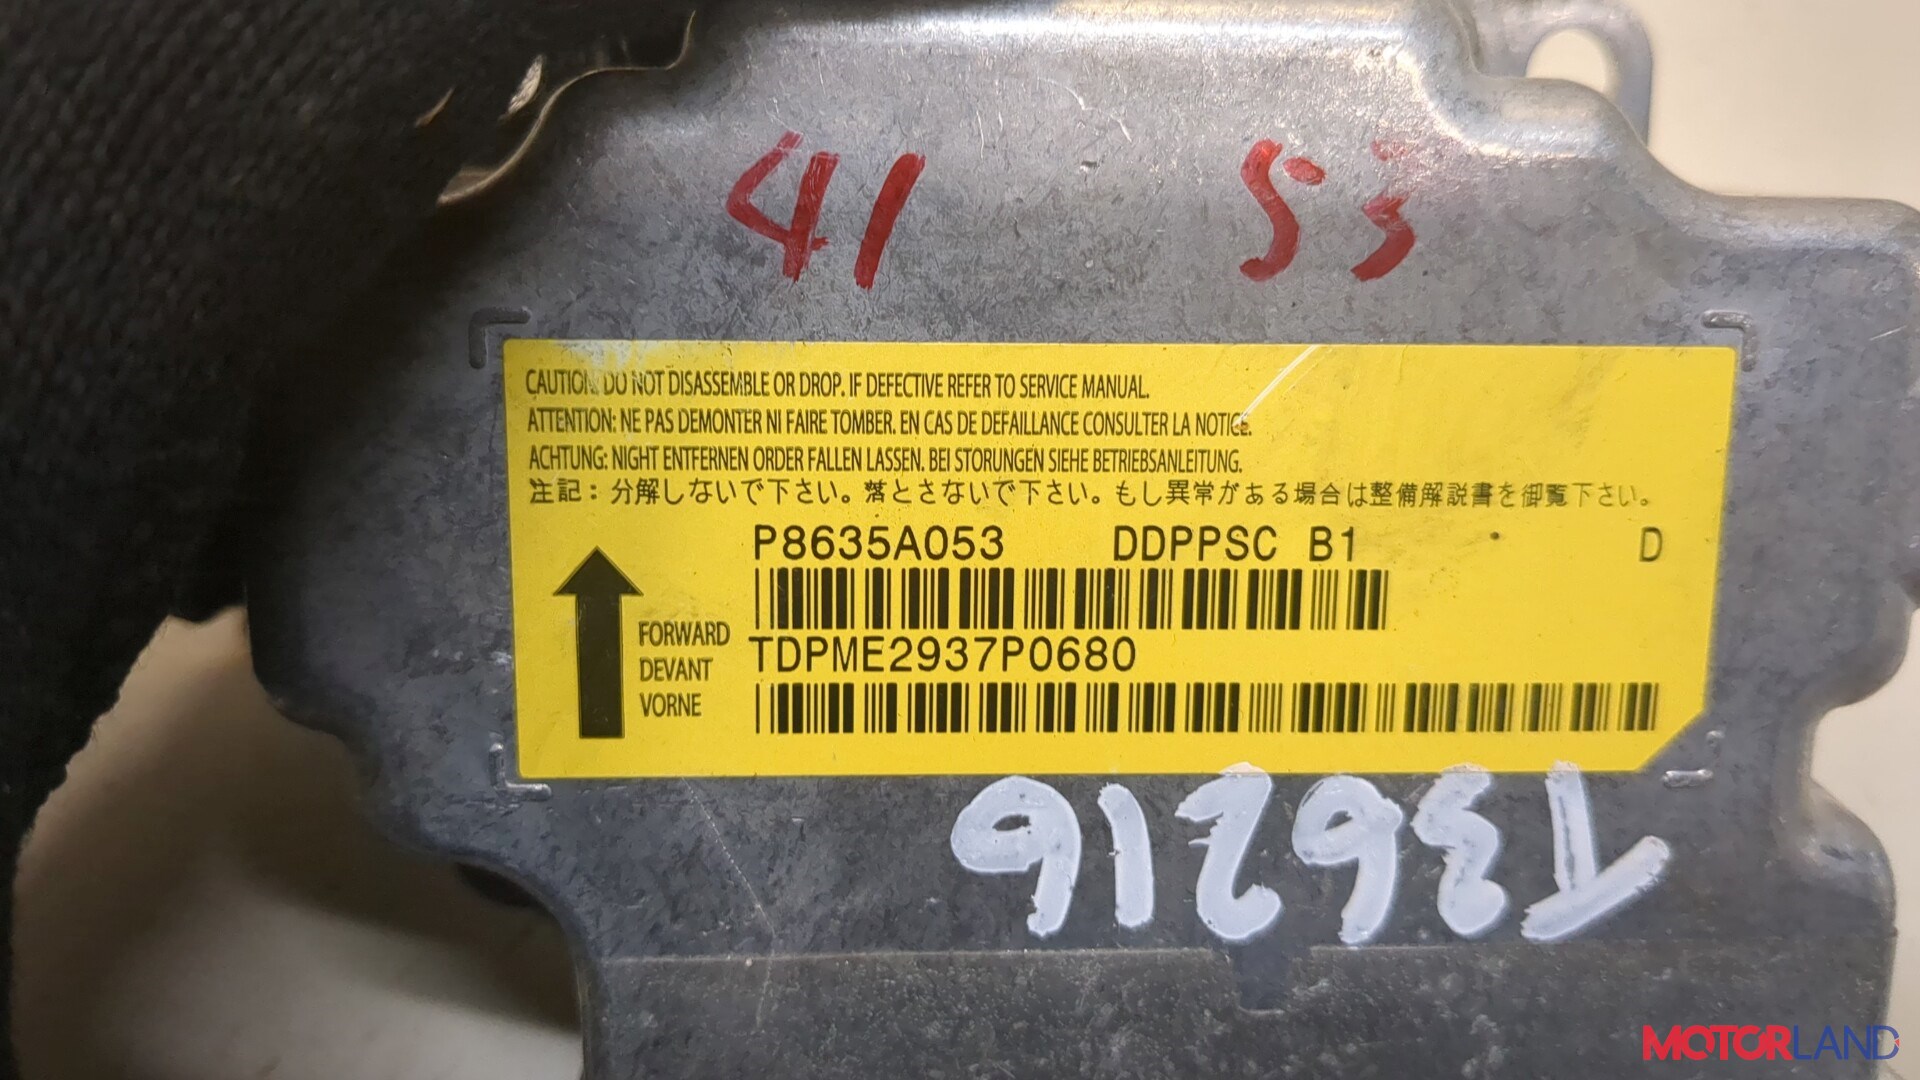 41 53
CAUTION: DO NOT DISASSEMBLE OR DROP. IF DEFECTIVE REFER TO SERVICE MANUAL.
ATTENTION: NE PAS DEMONTER NI FAIRE TOMBER. EN CAS DE DEFAILLANCE CONSULTER LA NOTICE.
ACHTUNG: NIGHT ENTFERNEN ORDER FALLEN LASSEN. BEI STORUNGEN SIEHE BETRIEBSANLEITUNG.
注記：分解しないで下さい。落とさないで下さい。もし異常がある場合は整備解説書を御覧下さい。
P8635A053 DDPPSC B1 D
FORWARD
DEVANT
VORNE
TDPME2937P0680
T36216
MOTORLAND